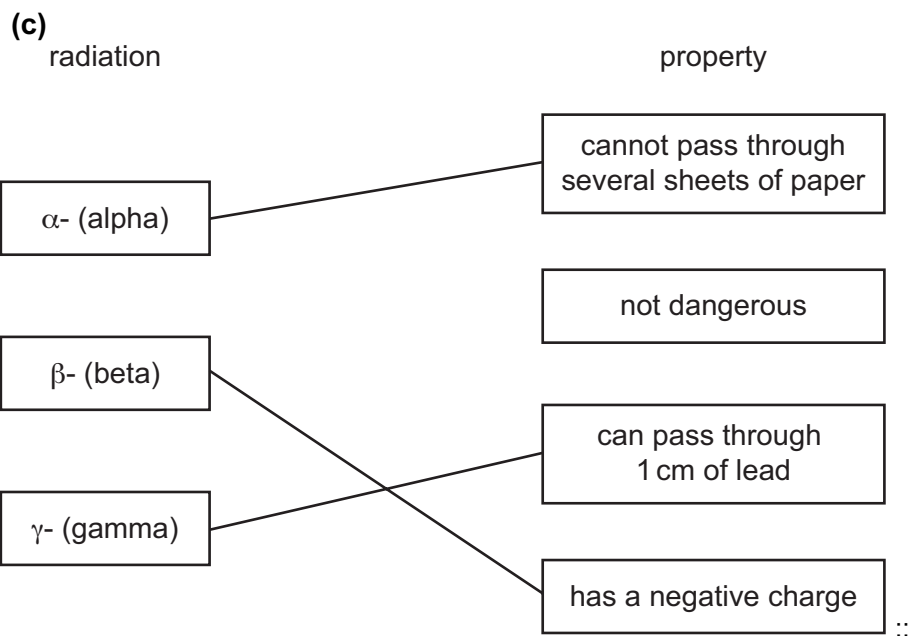 (c)
radiation
property
cannot pass through
several sheets of paper
α- (alpha)
not dangerous
β- (beta)
can pass through
1 cm of lead
γ- (gamma)
has a negative charge
::